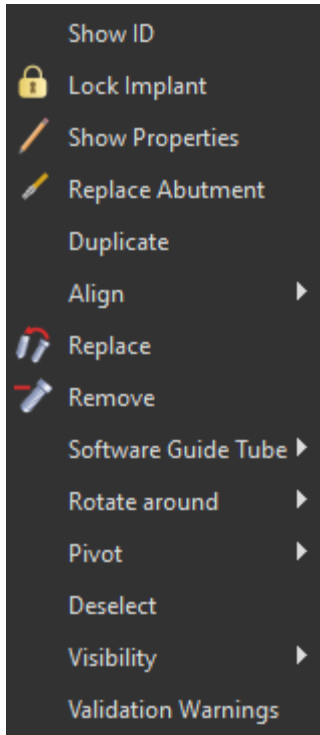 Show ID
Lock Implant
Show Properties
Replace Abutment
Duplicate
Align
Replace
Remove
Software Guide Tube
Rotate around
Pivot
Deselect
Visibility
Validation Warnings